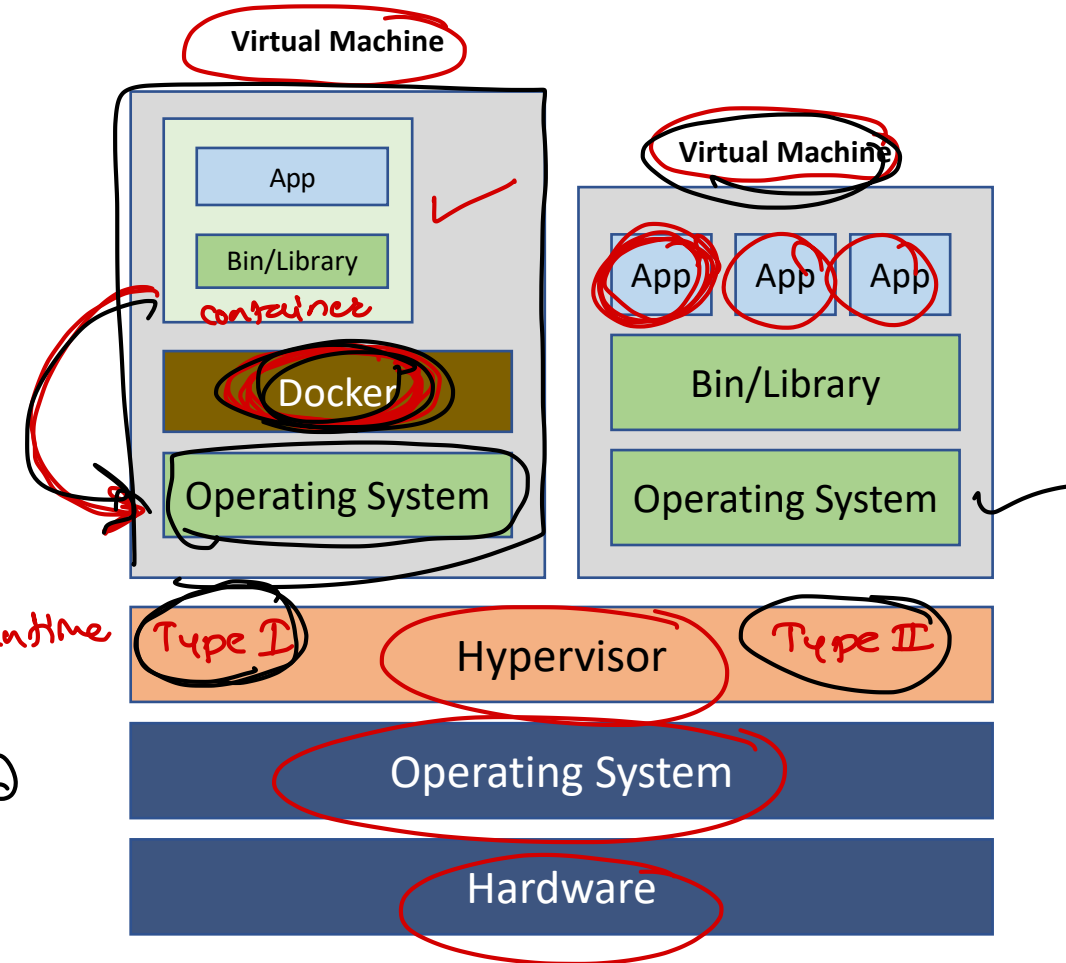 Virtual Machine
Virtual Machine
App
Bin/Library
container
Docker
Operating System
App App App
Bin/Library
Operating System
Type I
Hypervisor
Type II
Operating System
Hardware